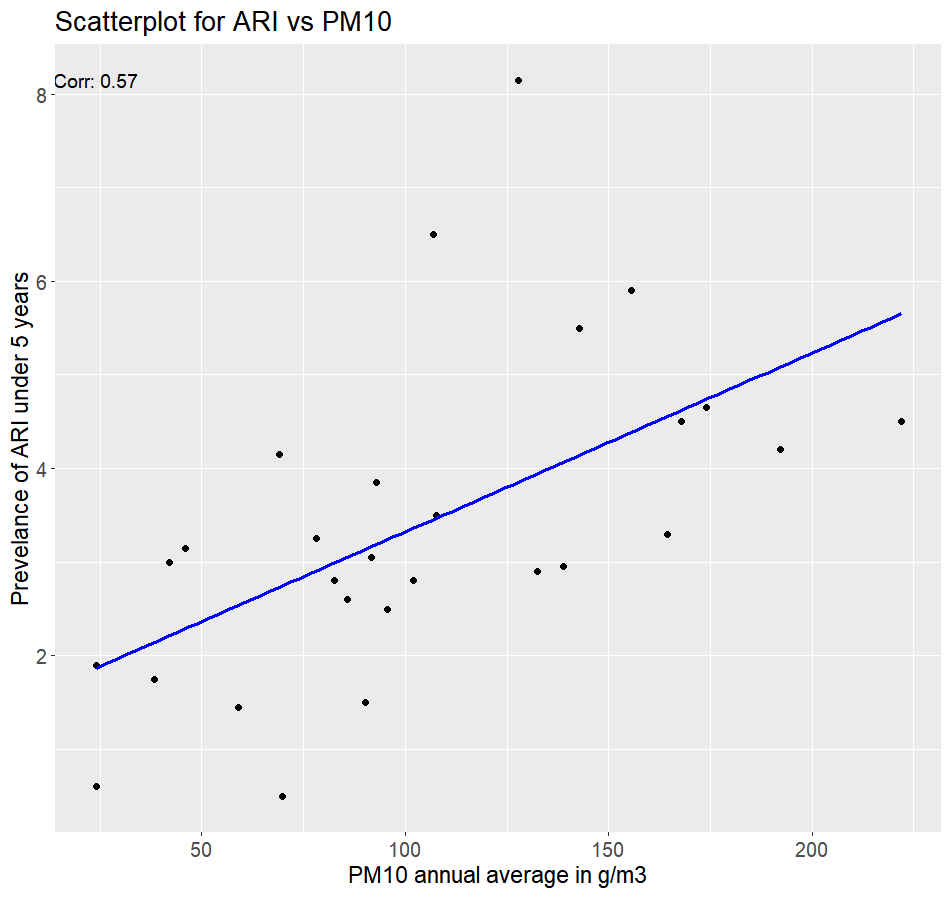 Scatterplot for ARI vs PM10
Corr: 0.57
8
6
4
2
Prevelance of ARI under 5 years
50 100 150 200
PM10 annual average in g/m3